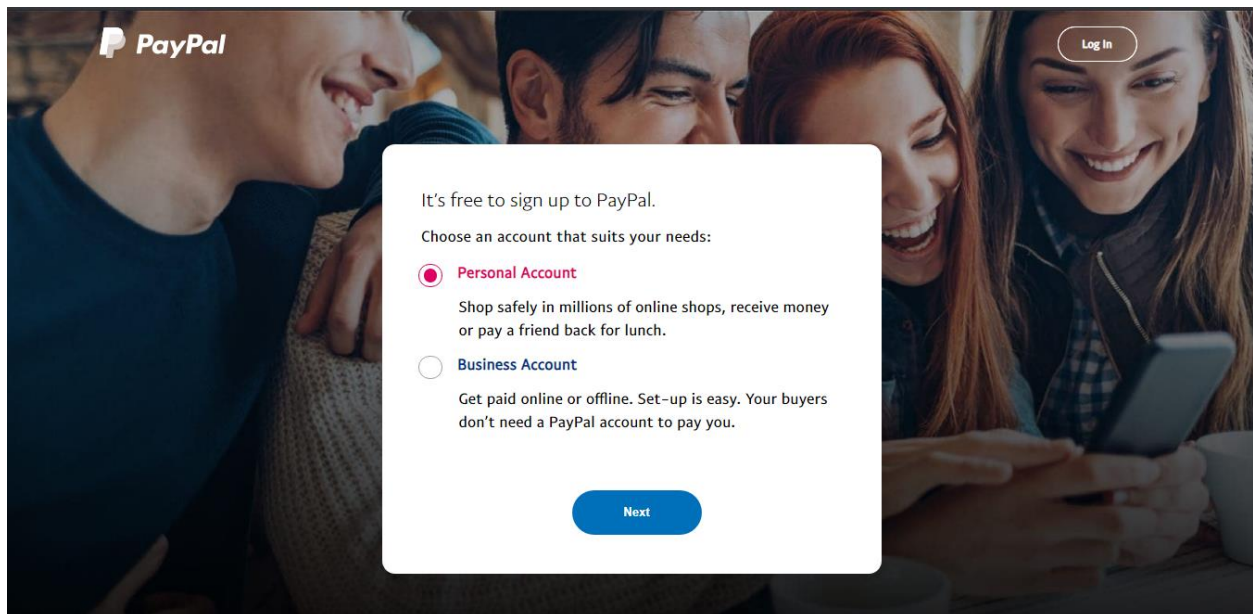 PayPal
Log In
It's free to sign up to PayPal.
Choose an account that suits your needs:
Personal Account
Shop safely in millions of online shops, receive money
or pay a friend back for lunch.
Business Account
Get paid online or offline. Set-up is easy. Your buyers
don't need a PayPal account to pay you.
Next